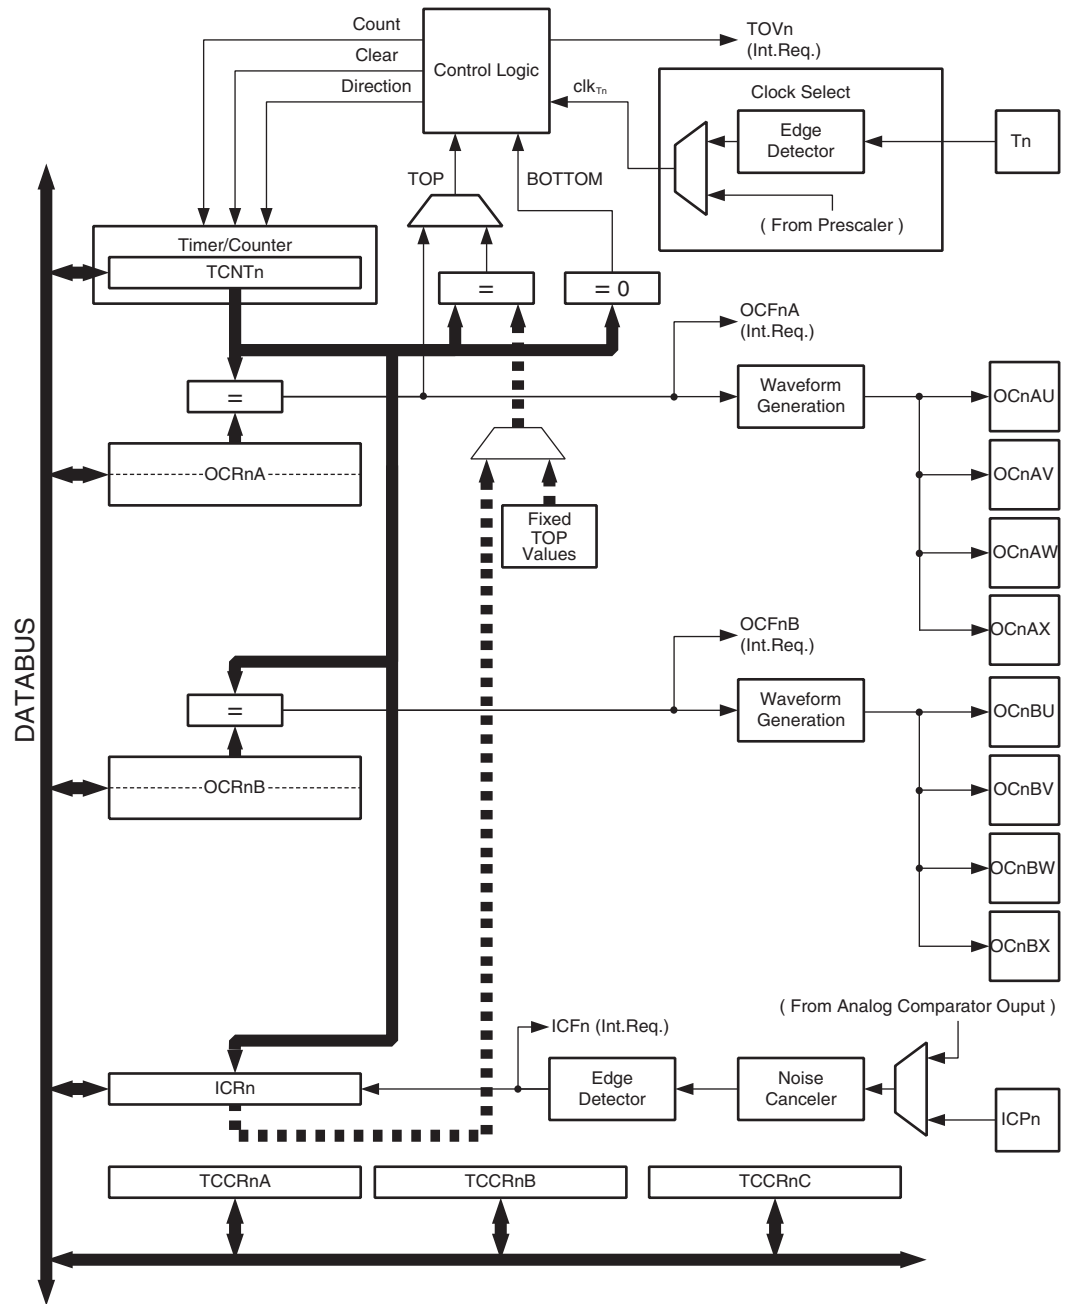 Count
Clear
Direction
Control Logic
TOVn
(Int.Req.)
clkTn
Clock Select
Edge
Detector
Tn
( From Prescaler )
TOP
BOTTOM
Timer/Counter
TCNTn
=
= 0
OCFnA
(Int.Req.)
=
Waveform
Generation
OCnAU
OCRnA
OCnAV
Fixed
TOP
Values
OCnAW
OCnAX
DATABUS
OCFnB
(Int.Req.)
=
Waveform
Generation
OCnBU
OCRnB
OCnBV
OCnBW
OCnBX
( From Analog Comparator Ouput )
ICFn (Int.Req.)
ICRn
Edge
Detector
Noise
Canceler
ICPn
TCCRnA
TCCRnB
TCCRnC